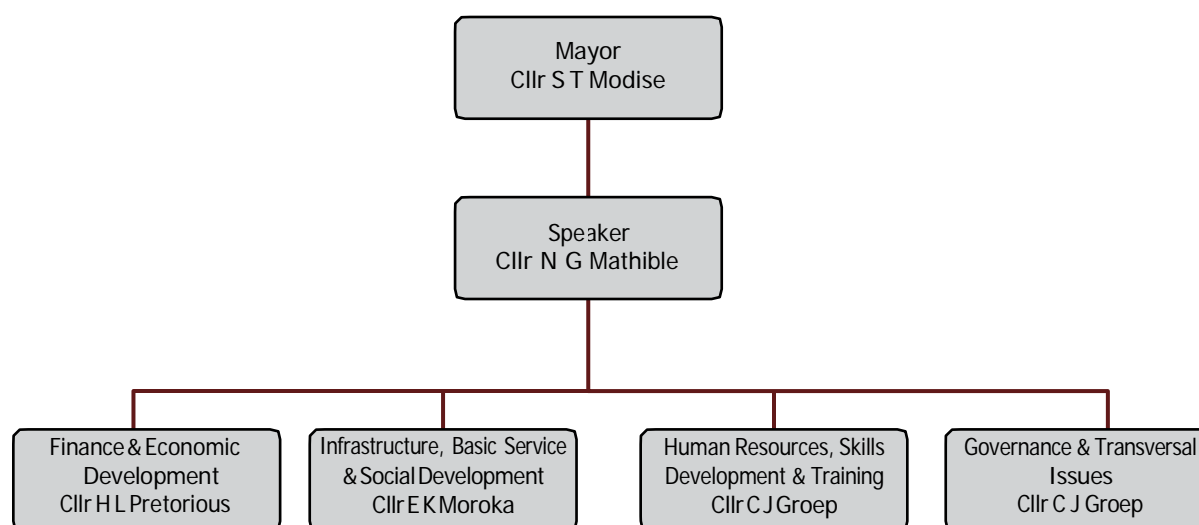 Mayor
Cllr S T Modise
Speaker
Cllr N G Mathible
Finance & Economic
Development
Cllr H L Pretorious
Infrastructure, Basic Service
& Social Development
Cllr E K Moroka
Human Resources, Skills
Development & Training
Cllr C J Groep
Governance & Transversal
Issues
Cllr C J Groep